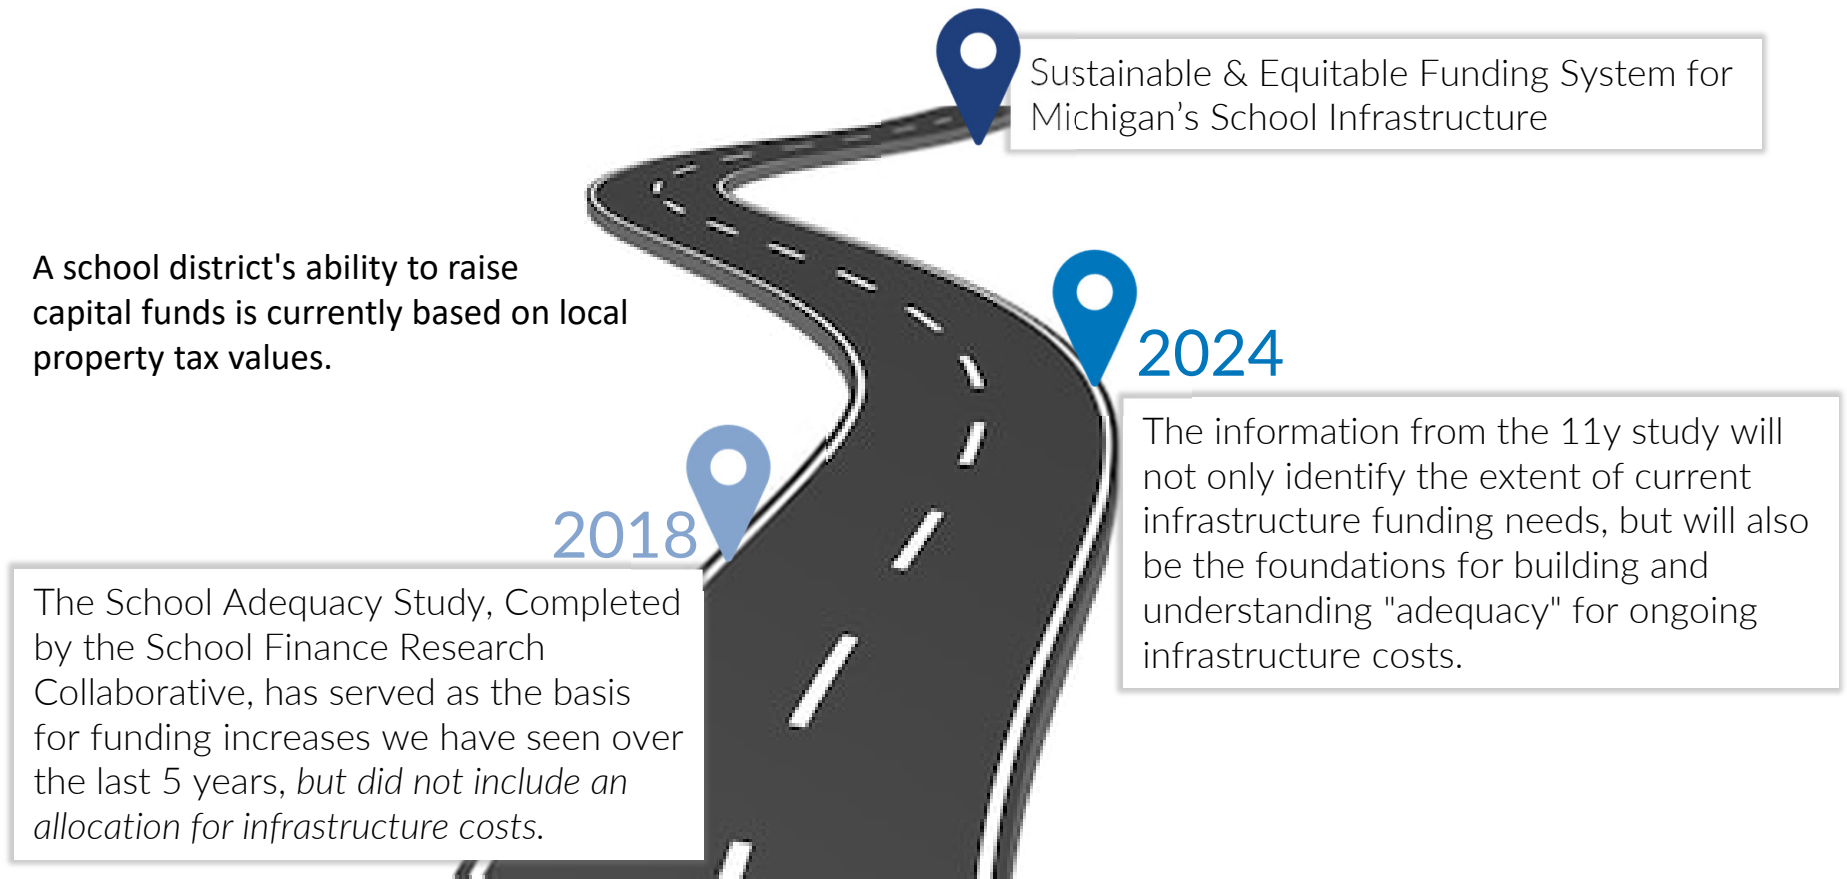 Sustainable & Equitable Funding System for
Michigan's School Infrastructure
A school district's ability to raise
capital funds is currently based on local
property tax values.
2024
The information from the 11y study will
not only identify the extent of current
infrastructure funding needs, but will also
be the foundations for building and
understanding "adequacy" for ongoing
infrastructure costs.
2018
The School Adequacy Study, Completed
by the School Finance Research
Collaborative, has served as the basis
for funding increases we have seen over
the last 5 years, but did not include an
allocation for infrastructure costs.